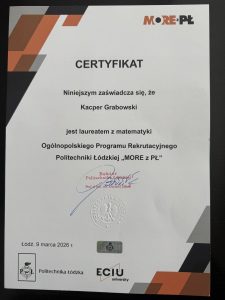 MORE-PŁ
CERTYFIKAT
Niniejszym zaświadcza się, że
Kacper Grabowski
jest laureatem z matematyki
Ogólnopolskiego Programu Rekrutacyjnego
Politechniki Łódzkiej „MORE z PŁ”
Łódź, 9 marca 2026 r.
Politechnika Łódzka
ECIU
university